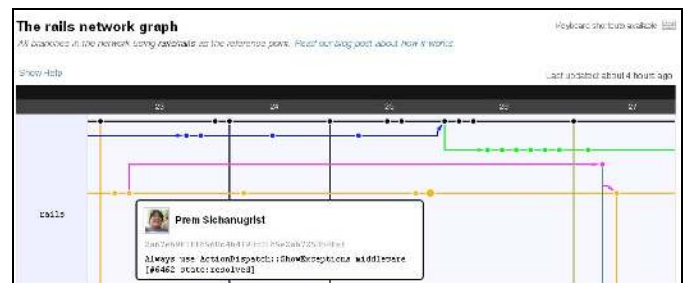 The rails network graph
Keyboard shortcuts available
All branches in the network using rails/rails as the reference point. Read our blog post about how it works.
Show Help
Last updated about 4 hours ago
23 24 25 26 27
rails
Prem Sichanugrist
Always use ActionDispatch::ShowExceptions middleware
[#6462 state:resolved]